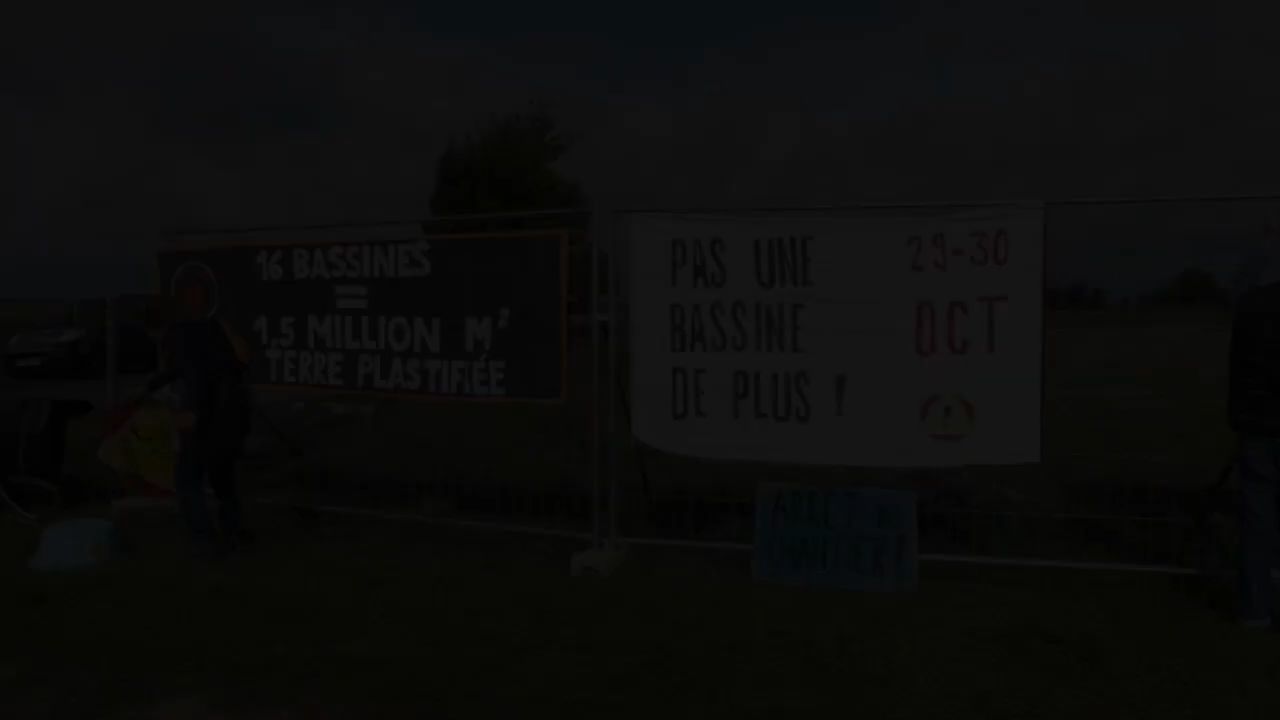 16 BASSINES
=
1.5 MILLION M²
TERRE PLASTIFIÉE
PAS UNE
BASSINE
DE PLUS !
29-30
OCT